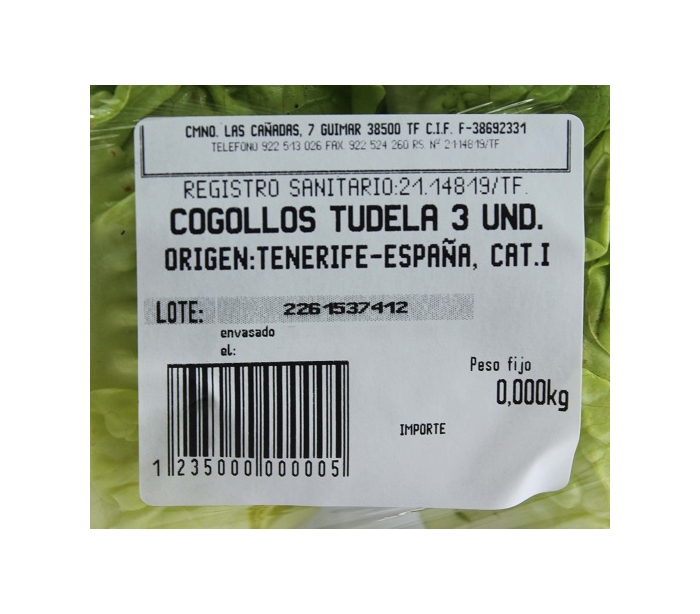 CMNO. LAS CAÑADAS, 7 GUIMAR 38500 TF C.I.F. F-38692331
TELEFONO 922 513 026 FAX. 922 524 260 RS. Nº 21.14819/TF
REGISTRO SANITARIO:21.14819/TF.
COGOLLOS TUDELA 3 UND.
ORIGEN:TENERIFE-ESPAÑA, CAT.I
LOTE: 2261537412
envasado
el:
Peso fijo
0,000kg
IMPORTE
1 235000 000005